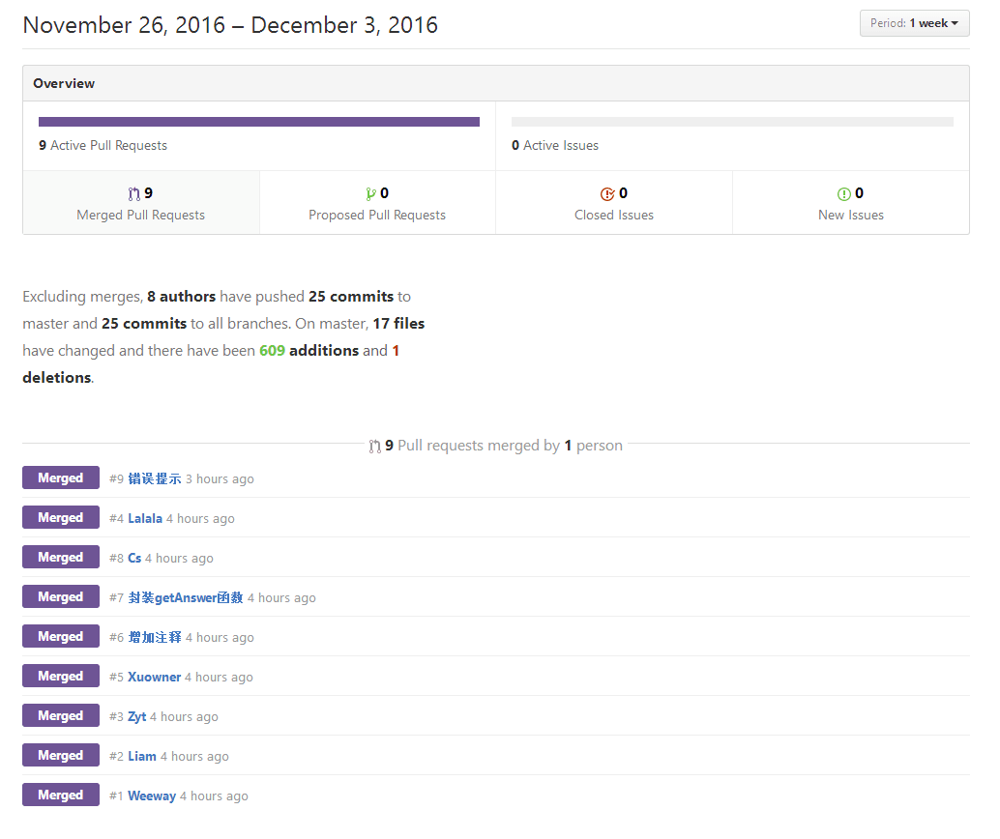 November 26, 2016 – December 3, 2016
Period: 1 week
Overview
9 Active Pull Requests
0 Active Issues
9
Merged Pull Requests
0
Proposed Pull Requests
0
Closed Issues
0
New Issues
Excluding merges, 8 authors have pushed 25 commits to
master and 25 commits to all branches. On master, 17 files
have changed and there have been 609 additions and 1
deletions.
9 Pull requests merged by 1 person
Merged #9 错误提示 3 hours ago
Merged #4 Lalala 4 hours ago
Merged #8 Cs 4 hours ago
Merged #7 封装getAnswer函数 4 hours ago
Merged #6 增加注释 4 hours ago
Merged #5 Xuowner 4 hours ago
Merged #3 Zyt 4 hours ago
Merged #2 Liam 4 hours ago
Merged #1 Weeway 4 hours ago